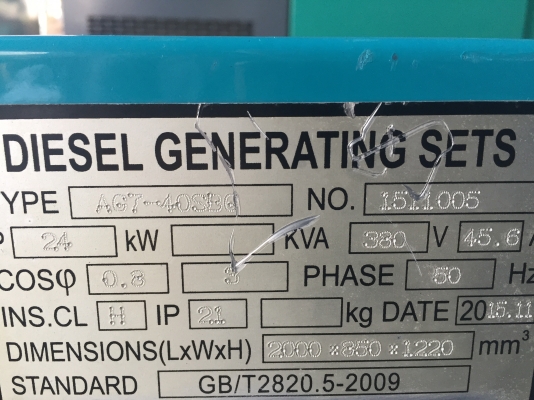 DIESEL GENERATING SETS
YPE AG7-40SBG NO. 1511005
P 24 kW KVA 380 V 45.6 A
COSφ 0.8 3 PHASE 50 Hz
INS.CL H IP 21 kg DATE 2015.11
DIMENSIONS(LxWxH) 2000*850*1220 mm³
STANDARD GB/T2820.5-2009